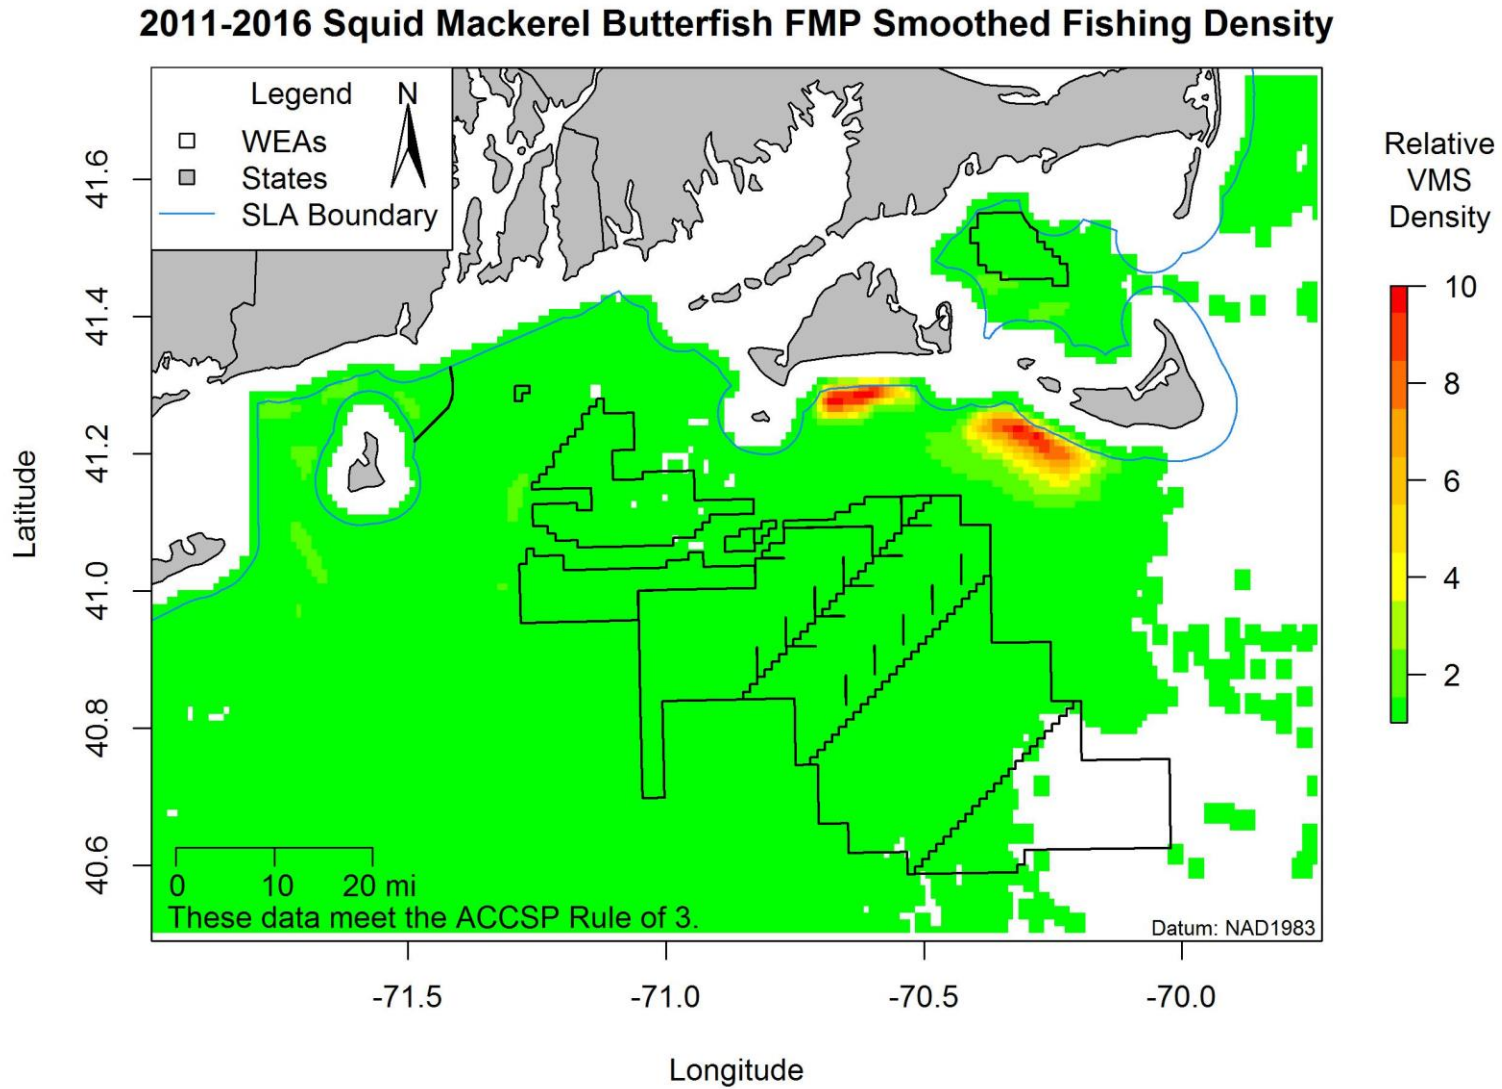 2011-2016 Squid Mackerel Butterfish FMP Smoothed Fishing Density
Legend
N
WEAs
States
SLA Boundary
Relative
VMS
Density
10
8
6
4
2
Latitude
41.6
41.4
41.2
41.0
40.8
40.6
0 10 20 mi
These data meet the ACCSP Rule of 3.
Datum: NAD1983
-71.5 -71.0 -70.5 -70.0
Longitude